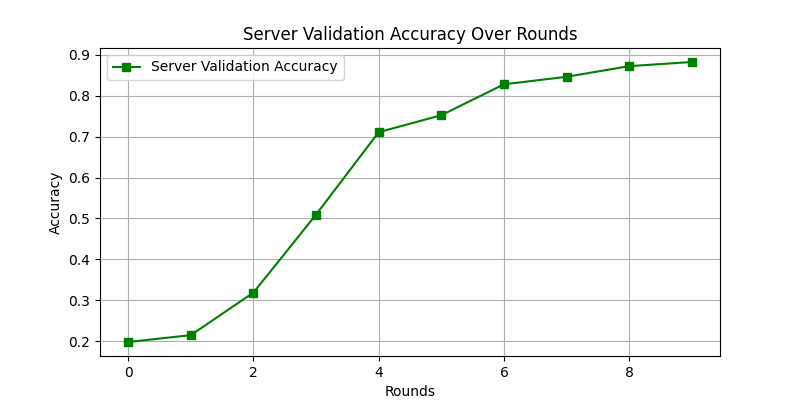 Server Validation Accuracy Over Rounds
Server Validation Accuracy
0.9
0.8
0.7
0.6
0.5
0.4
0.3
0.2
Accuracy
0 2 4 6 8
Rounds